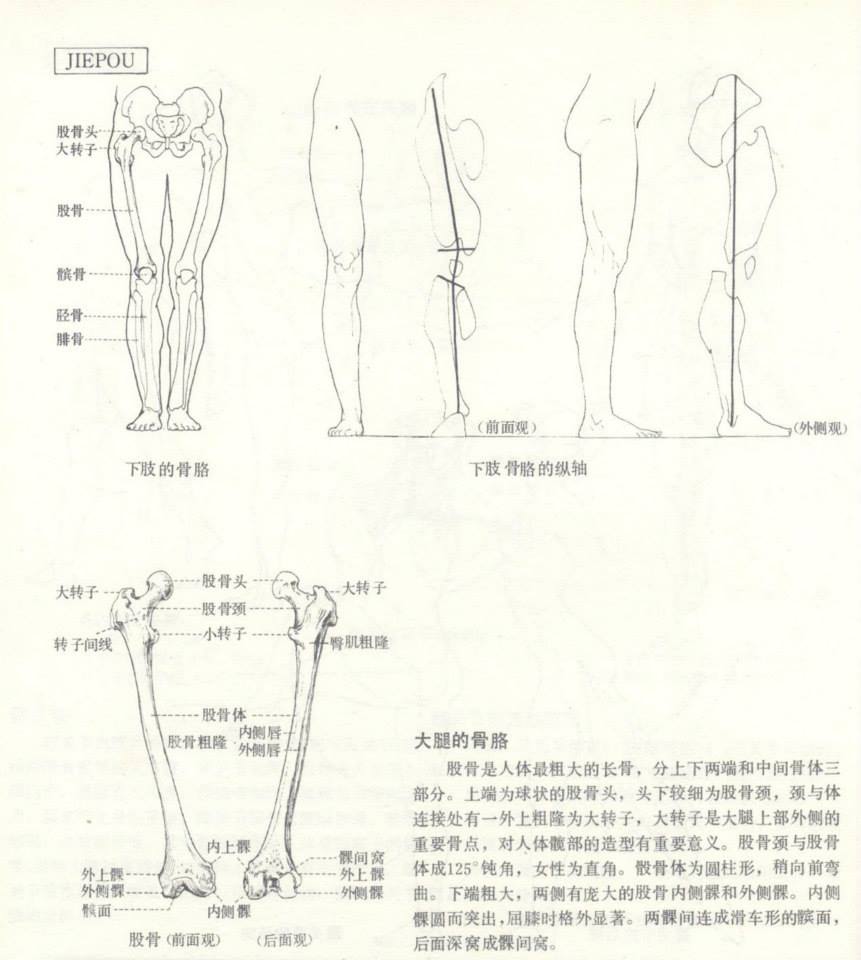 JIEPOU
股骨头
大转子
股骨
髌骨
胫骨
腓骨
(前面观)
(外侧观)
下肢的骨骼
下肢骨骼的纵轴
大转子
股骨头
大转子
股骨颈
转子间线
小转子
臀肌粗隆
股骨体
股骨粗隆
内侧唇
外侧唇
内上髁
髁间窝
外上髁
外上髁
外侧髁
外侧髁
髌面
内侧髁
股骨(前面观)
(后面观)
大腿的骨骼
股骨是人体最粗大的长骨，分上下两端和中间骨体三
部分。上端为球状的股骨头，头下较细为股骨颈，颈与体
连接处有一外上粗隆为大转子，大转子是大腿上部外侧的
重要骨点，对人体髋部的造型有重要意义。股骨颈与股骨
体成125°钝角，女性为直角。骰骨体为圆柱形，稍向前弯
曲。下端粗大，两侧有庞大的股骨内侧髁和外侧髁。内侧
髁圆而突出，屈膝时格外显著。两髁间连成滑车形的髌面，
后面深窝成髁间窝。